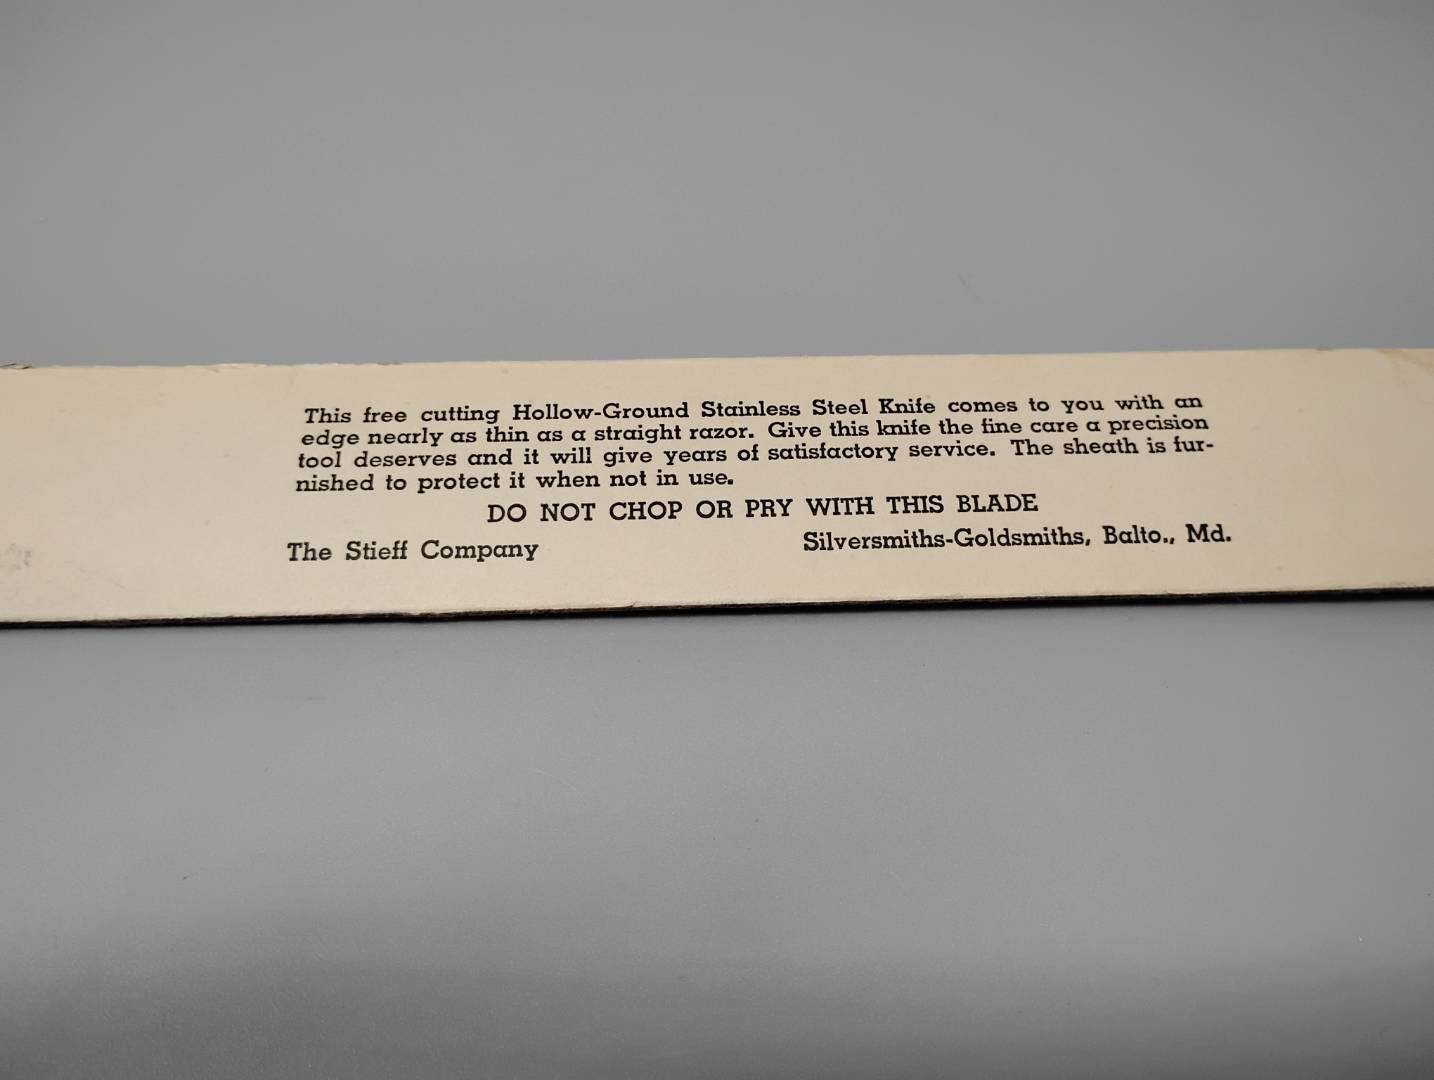 This free cutting Hollow-Ground Stainless Steel Knife comes to you with an
edge nearly as thin as a straight razor. Give this knife the fine care a precision
tool deserves and it will give years of satisfactory service. The sheath is fur-
nished to protect it when not in use.
DO NOT CHOP OR PRY WITH THIS BLADE
The Stieff Company Silversmiths-Goldsmiths, Balto., Md.